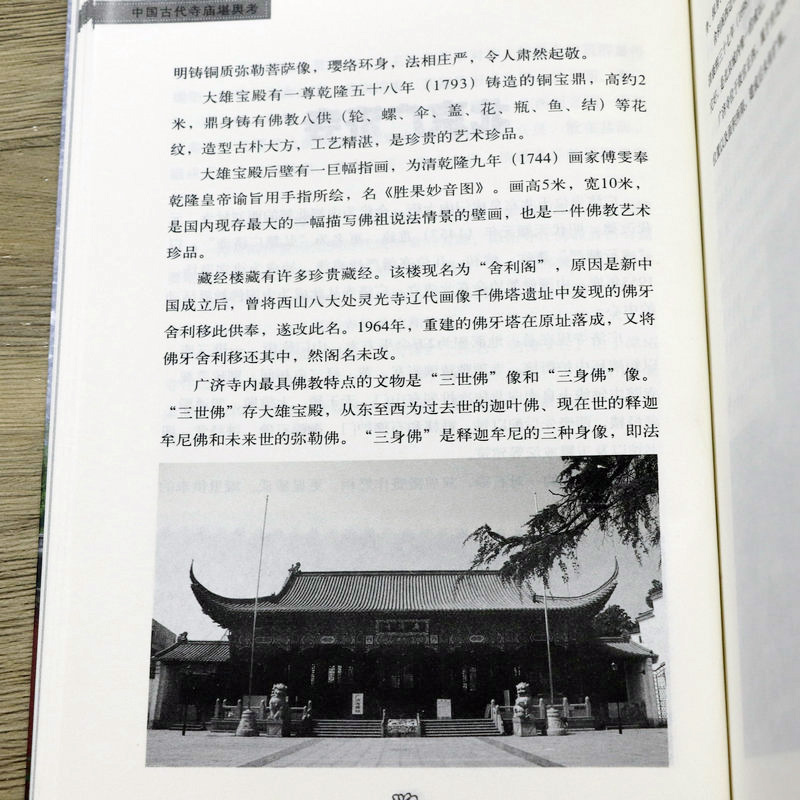 中国古代寺庙堪舆考
明铸铜质弥勒菩萨像，璎络环身，法相庄严，令人肃然起敬。
大雄宝殿有一尊乾隆五十八年（1793）铸造的铜宝鼎，高约2
米，鼎身铸有佛教八供（轮、螺、伞、盖、花、瓶、鱼、结）等花
纹，造型古朴大方，工艺精湛，是珍贵的艺术珍品。
大雄宝殿后壁有一巨幅指画，为清乾隆九年（1744）画家傅雯奉
乾隆皇帝谕旨用手指所绘，名《胜果妙音图》。画高5米，宽10米，
是国内现存最大的一幅描写佛祖说法情景的壁画，也是一件佛教艺术
珍品。
藏经楼藏有许多珍贵藏经。该楼现名为“舍利阁”，原因是新中
国成立后，曾将西山八大处灵光寺辽代画像千佛塔遗址中发现的佛牙
舍利移此供奉，遂改此名。1964年，重建的佛牙塔在原址落成，又将
佛牙舍利移还其中，然阁名未改。
广济寺内最具佛教特点的文物是“三世佛”像和“三身佛”像。
“三世佛”存大雄宝殿，从东至西为过去世的迦叶佛、现在世的释迦
牟尼佛和未来世的弥勒佛。“三身佛”是释迦牟尼的三种身像，即法